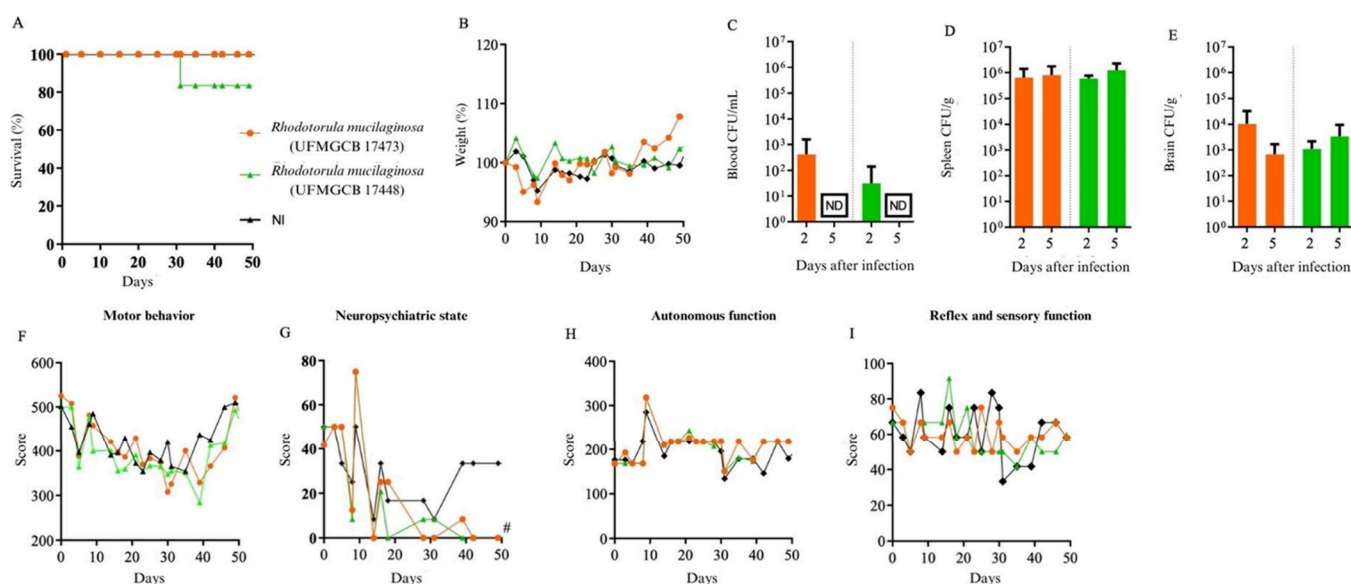 A
Survival (%)
100
80
60
40
20
0
0 10 20 30 40 50
Days
Rhodotorula mucilaginosa
(UFMGCB 17473)
Rhodotorula mucilaginosa
(UFMGCB 17448)
NI
B
Weight (%)
120
110
100
90
0 10 20 30 40 50
Days
C
Blood CFU/mL
10⁷
10⁶
10⁵
10⁴
10³
10²
10¹
10⁰
ND ND
2 5 2 5
Days after infection
D
Spleen CFU/g
10⁷
10⁶
10⁵
10⁴
10³
10²
10¹
10⁰
2 5 2 5
Days after infection
E
Brain CFU/g
10⁷
10⁶
10⁵
10⁴
10³
10²
10¹
10⁰
2 5 2 5
Days after infection
Motor behavior
F
Score
600
500
400
300
200
0 10 20 30 40 50
Days
Neuropsychiatric state
G
Score
80
60
40
20
0
#
0 10 20 30 40 50
Days
Autonomous function
H
Score
400
300
200
100
0
0 10 20 30 40 50
Days
Reflex and sensory function
I
Score
100
80
60
40
20
0
0 10 20 30 40 50
Days